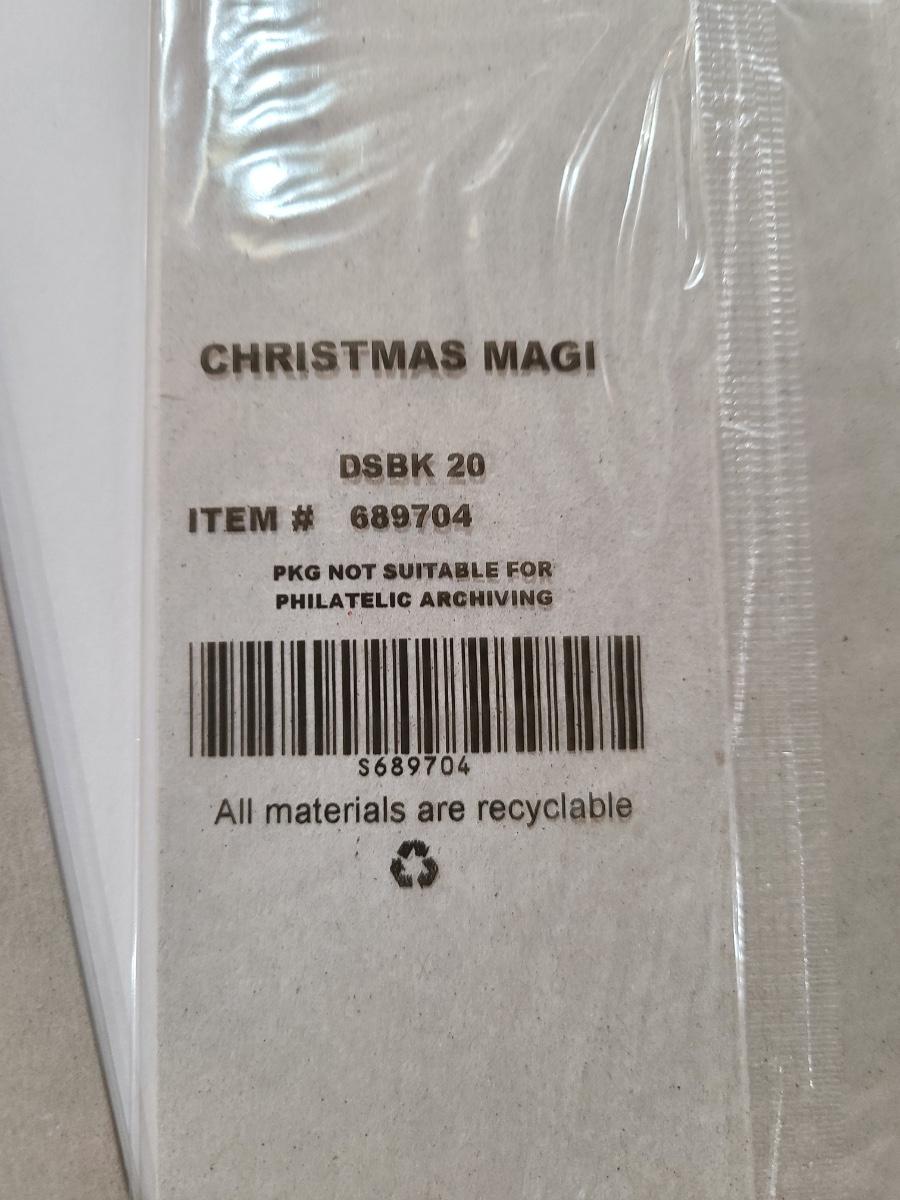 CHRISTMAS MAGI
DSBK 20
ITEM # 689704
PKG NOT SUITABLE FOR
PHILATELIC ARCHIVING
S689704
All materials are recyclable